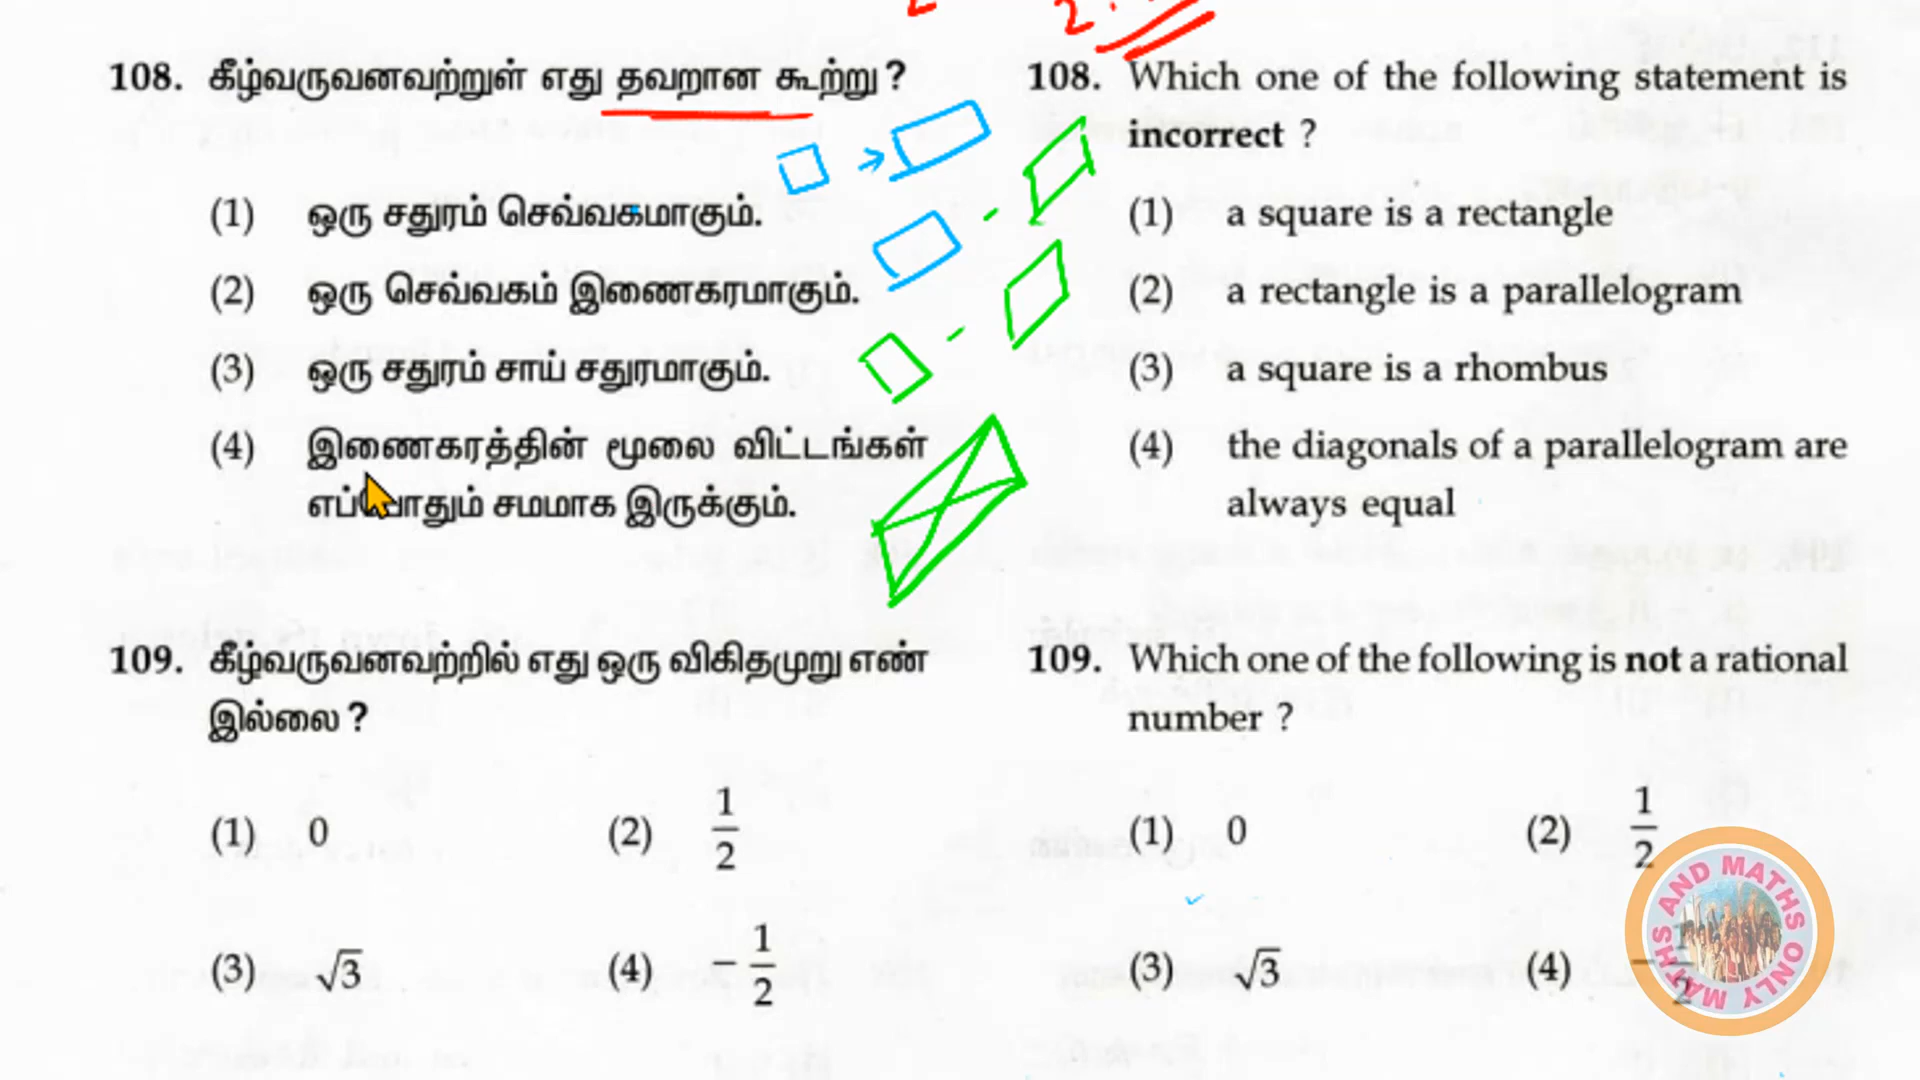 108. கீழ்வருவனவற்றுள் எது தவறான கூற்று ?
(1) ஒரு சதுரம் செவ்வகமாகும்.
(2) ஒரு செவ்வகம் இணைகரமாகும்.
(3) ஒரு சதுரம் சாய் சதுரமாகும்.
(4) இணைகரத்தின் மூலை விட்டங்கள்
எப்போதும் சமமாக இருக்கும்.
109. கீழ்வருவனவற்றில் எது ஒரு விகிதமுறு எண்
இல்லை ?
(1) 0 (2) 1/2
(3) √3 (4) − 1/2
108. Which one of the following statement is
incorrect ?
(1) a square is a rectangle
(2) a rectangle is a parallelogram
(3) a square is a rhombus
(4) the diagonals of a parallelogram are
always equal
109. Which one of the following is not a rational
number ?
(1) 0 (2) 1/2
(3) √3 (4) − 1/2
MATHS AND MATHS ONLY MATHS